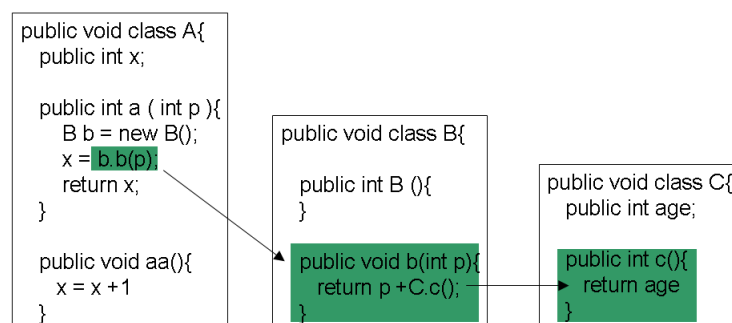 public void class A{
public int x;
public int a ( int p ){
B b = new B();
x = b.b(p);
return x;
}
public void aa(){
x = x +1
}
public void class B{
public int B (){
}
public void b(int p){
return p +C.c();
}
public void class C{
public int age;
public int c(){
return age
}